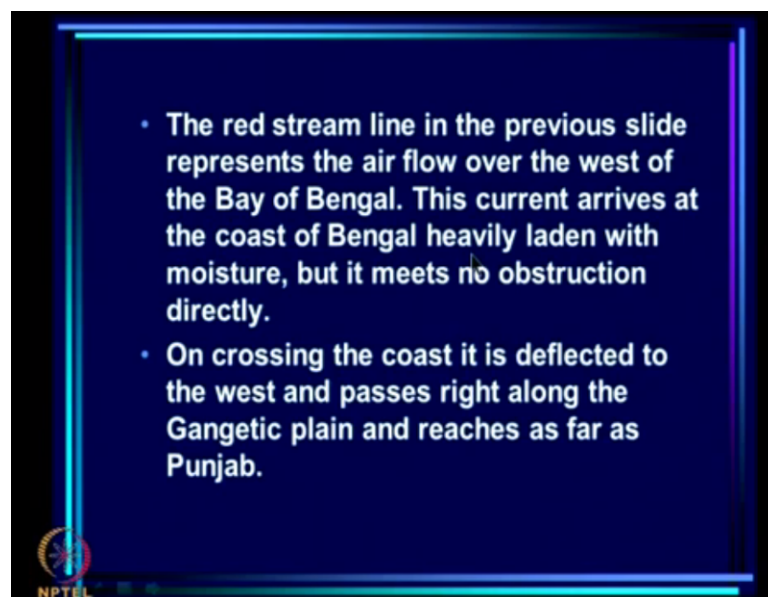 • The red stream line in the previous slide
represents the air flow over the west of
the Bay of Bengal. This current arrives at
the coast of Bengal heavily laden with
moisture, but it meets no obstruction
directly.
• On crossing the coast it is deflected to
the west and passes right along the
Gangetic plain and reaches as far as
Punjab.
NPTEL